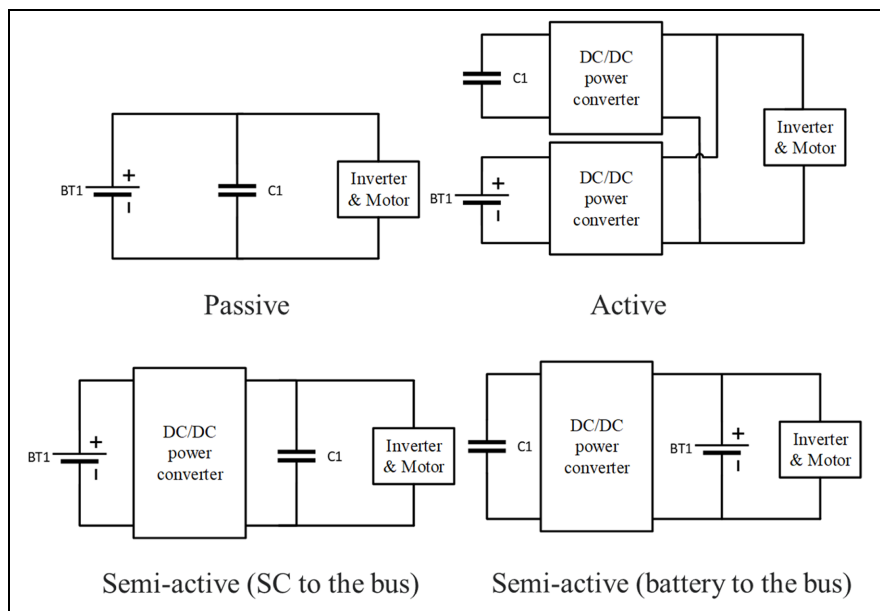 BT1
+
–
C1
Inverter
& Motor
Passive
C1
DC/DC
power
converter
BT1
+
–
DC/DC
power
converter
Inverter
& Motor
Active
BT1
+
–
DC/DC
power
converter
C1
Inverter
& Motor
Semi-active (SC to the bus)
C1
DC/DC
power
converter
BT1
+
–
Inverter
& Motor
Semi-active (battery to the bus)